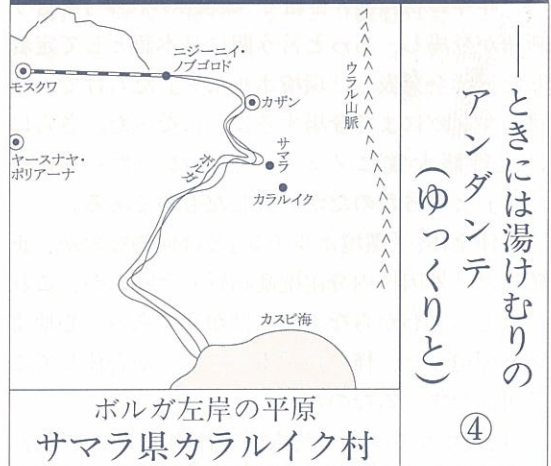 ――ときには湯けむりの
アンダンテ
(ゆっくりと)
④
モスクワ
ニジーニイ・
ノブゴロド
カザン
ウラル山脈
ヤースナヤ・
ポリアーナ
ボルガ
サマラ
カラルイク
カスピ海
ボルガ左岸の平原
サマラ県カラルイク村